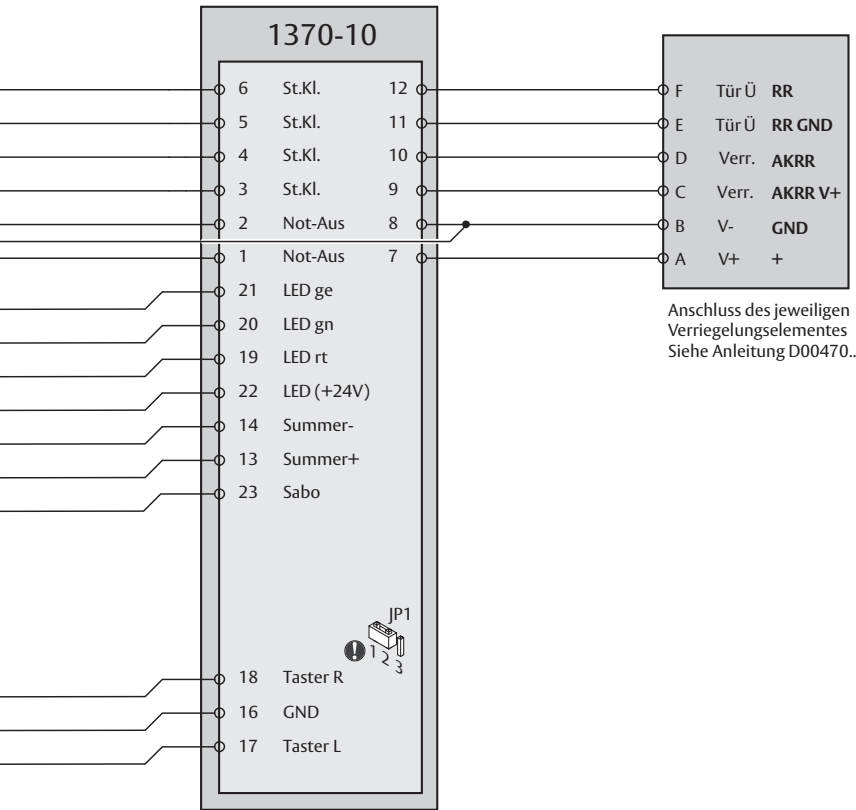 1370-10
6 St.Kl. 12
5 St.Kl. 11
4 St.Kl. 10
3 St.Kl. 9
2 Not-Aus 8
1 Not-Aus 7
21 LED ge
20 LED gn
19 LED rt
22 LED (+24V)
14 Summer-
13 Summer+
23 Sabo
JP1
1 2 3
18 Taster R
16 GND
17 Taster L
F Tür Ü RR
E Tür Ü RR GND
D Verr. AKRR
C Verr. AKRR V+
B V- GND
A V+ +
Anschluss des jeweiligen
Verriegelungselementes
Siehe Anleitung D00470..